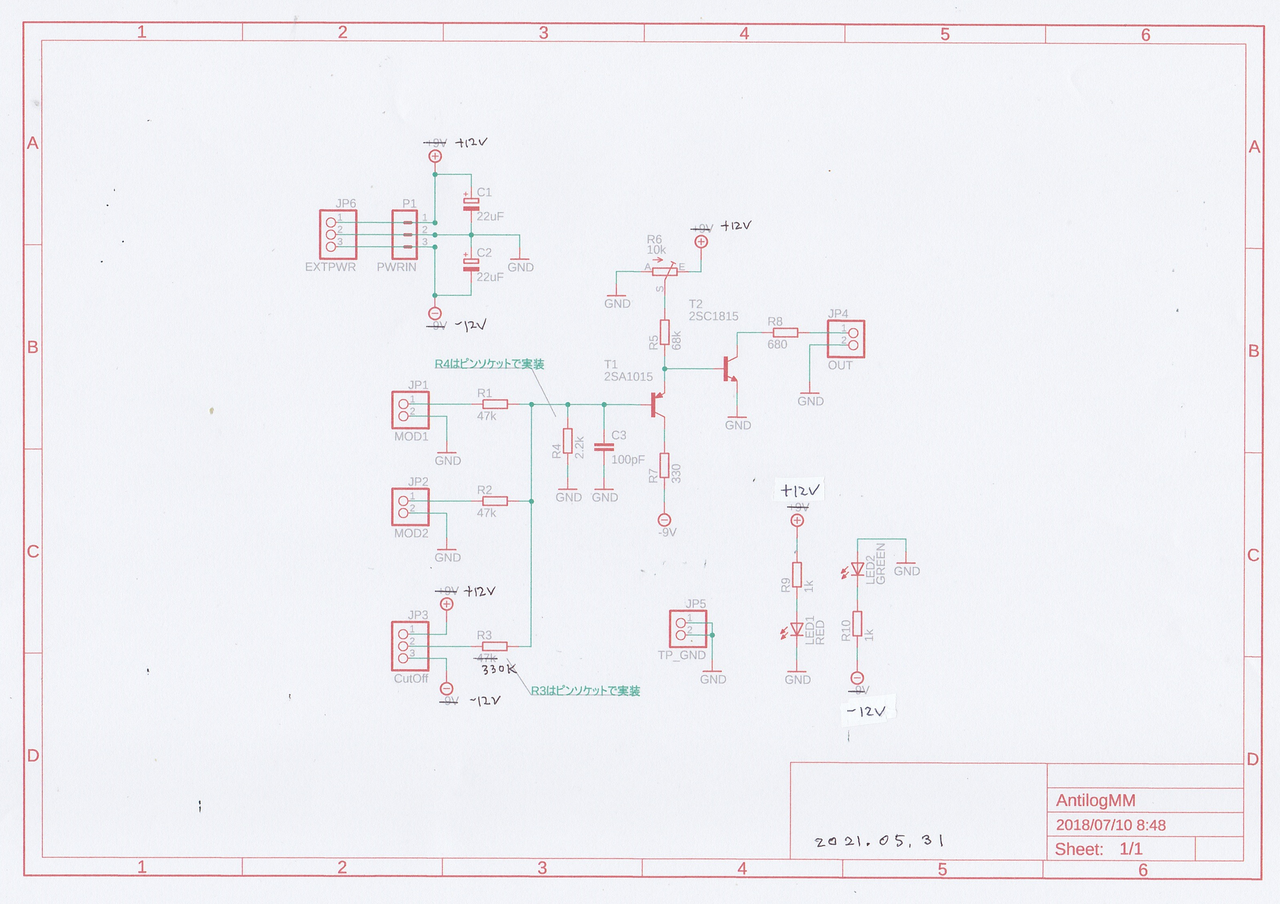 1 2 3 4 5 6
A
A
+9V +12V
JP6
P1
C1
22uF
1
2
3
1
2
3
EXTPWR
PWRIN
C2
22uF
GND
-9V -12V
+9V +12V
R6
10k
A
E
S
GND
T2
2SC1815
R5
68k
R8
680
JP4
1
2
OUT
GND
GND
B
B
R4はピンソケットで実装
T1
2SA1015
JP1
1
2
MOD1
GND
R1
47k
R4
2.2k
GND
C3
100pF
GND
R7
330
-9V
JP2
1
2
MOD2
GND
R2
47k
C
C
+12V
+9V
R9
1k
LED1
RED
GND
LED2
GREEN
GND
R10
1k
-9V
-12V
+9V +12V
JP3
1
2
3
CutOff
R3
47k
330K
-9V -12V
R3はピンソケットで実装
JP5
1
2
TP_GND
GND
D
D
AntilogMM
2018/07/10 8:48
Sheet: 1/1
2021.05.31
1 2 3 4 5 6